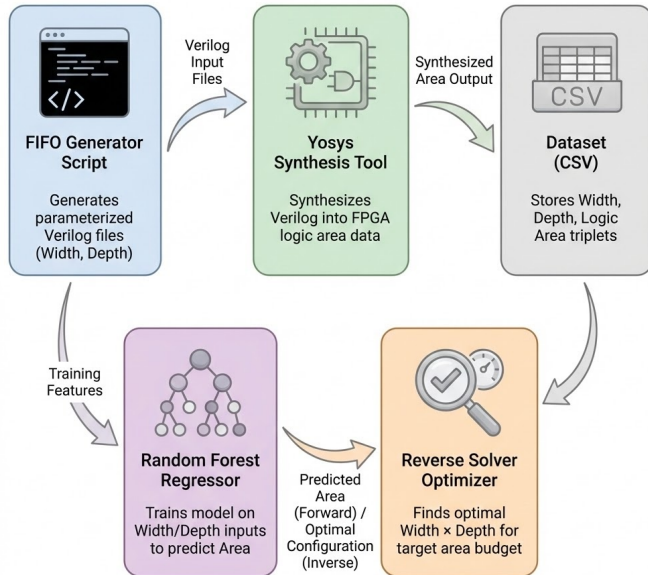 </>
FIFO Generator
Script
Generates
parameterized
Verilog files
(Width, Depth)
Verilog
Input
Files
Yosys
Synthesis Tool
Synthesizes
Verilog into FPGA
logic area data
Synthesized
Area Output
CSV
Dataset
(CSV)
Stores Width,
Depth, Logic
Area triplets
Training
Features
Random Forest
Regressor
Trains model on
Width/Depth inputs
to predict Area
Predicted
Area
(Forward) /
Optimal
Configuration
(Inverse)
Reverse Solver
Optimizer
Finds optimal
Width × Depth for
target area budget